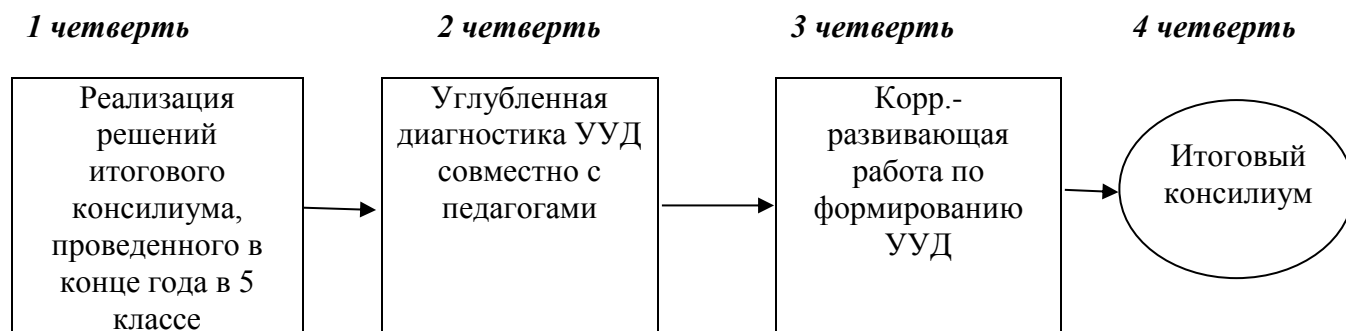 1 четверть
2 четверть
3 четверть
4 четверть
Реализация
решений
итогового
консилиума,
проведенного в
конце года в 5
классе
Углубленная
диагностика УУД
совместно с
педагогами
Корр.-
развивающая
работа по
формированию
УУД
Итоговый
консилиум